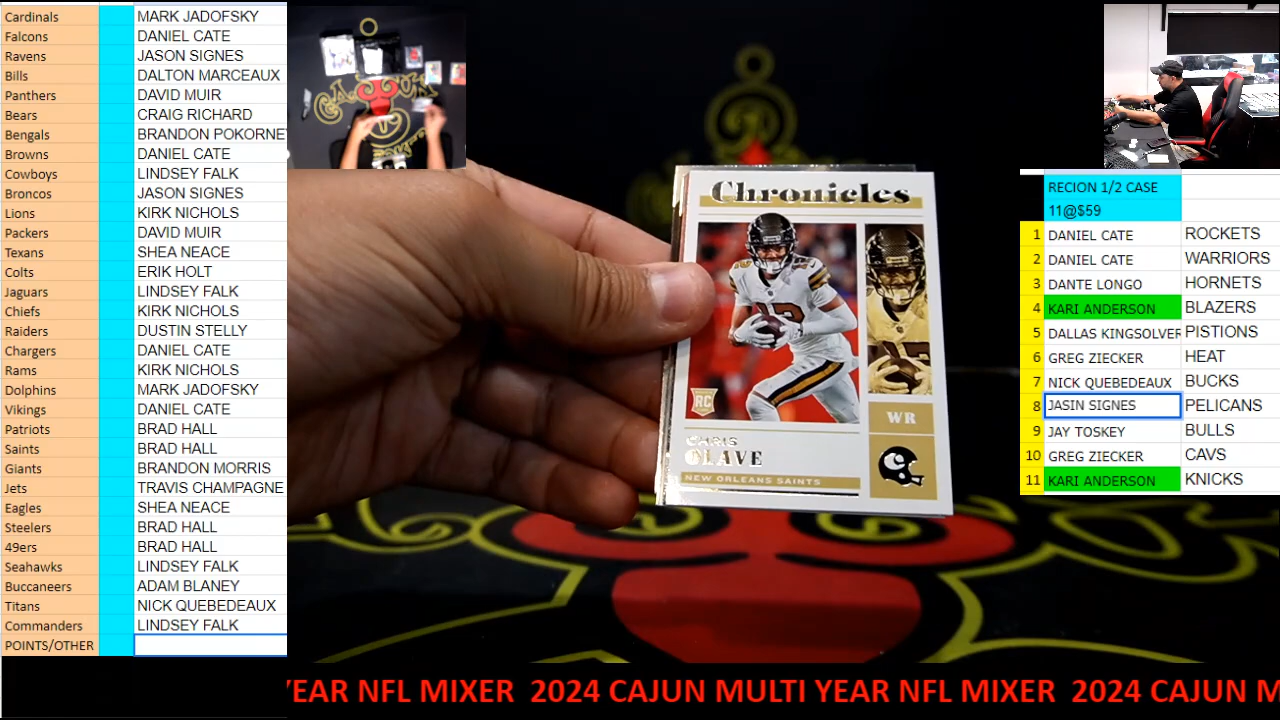 Cardinals MARK JADOFSKY
Falcons DANIEL CATE
Ravens JASON SIGNES
Bills DALTON MARCEAUX
Panthers DAVID MUIR
Bears CRAIG RICHARD
Bengals BRANDON POKORNEY
Browns DANIEL CATE
Cowboys LINDSEY FALK
Broncos JASON SIGNES
Lions KIRK NICHOLS
Packers DAVID MUIR
Texans SHEA NEACE
Colts ERIK HOLT
Jaguars LINDSEY FALK
Chiefs KIRK NICHOLS
Raiders DUSTIN STELLY
Chargers DANIEL CATE
Rams KIRK NICHOLS
Dolphins MARK JADOFSKY
Vikings DANIEL CATE
Patriots BRAD HALL
Saints BRAD HALL
Giants BRANDON MORRIS
Jets TRAVIS CHAMPAGNE
Eagles SHEA NEACE
Steelers BRAD HALL
49ers BRAD HALL
Seahawks LINDSEY FALK
Buccaneers ADAM BLANEY
Titans NICK QUEBEDEAUX
Commanders LINDSEY FALK
POINTS/OTHER
Chronicles
RC
WR
CHRIS
OLAVE
NEW ORLEANS SAINTS
RECION 1/2 CASE
11@$59
1 DANIEL CATE ROCKETS
2 DANIEL CATE WARRIORS
3 DANTE LONGO HORNETS
4 KARI ANDERSON BLAZERS
5 DALLAS KINGSOLVER PISTIONS
6 GREG ZIECKER HEAT
7 NICK QUEBEDEAUX BUCKS
8 JASIN SIGNES PELICANS
9 JAY TOSKEY BULLS
10 GREG ZIECKER CAVS
11 KARI ANDERSON KNICKS
YEAR NFL MIXER 2024 CAJUN MULTI YEAR NFL MIXER 2024 CAJUN M